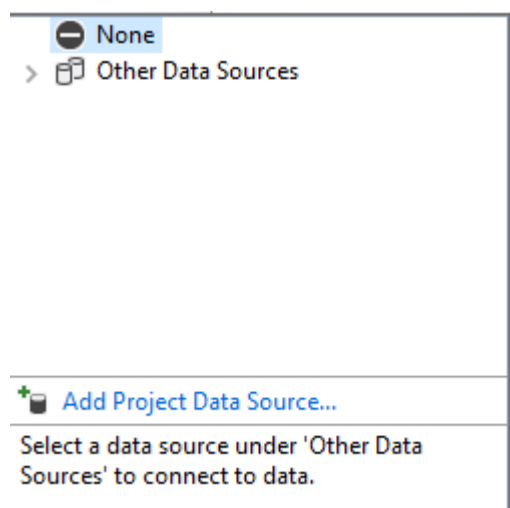 None
Other Data Sources
Add Project Data Source...
Select a data source under 'Other Data
Sources' to connect to data.